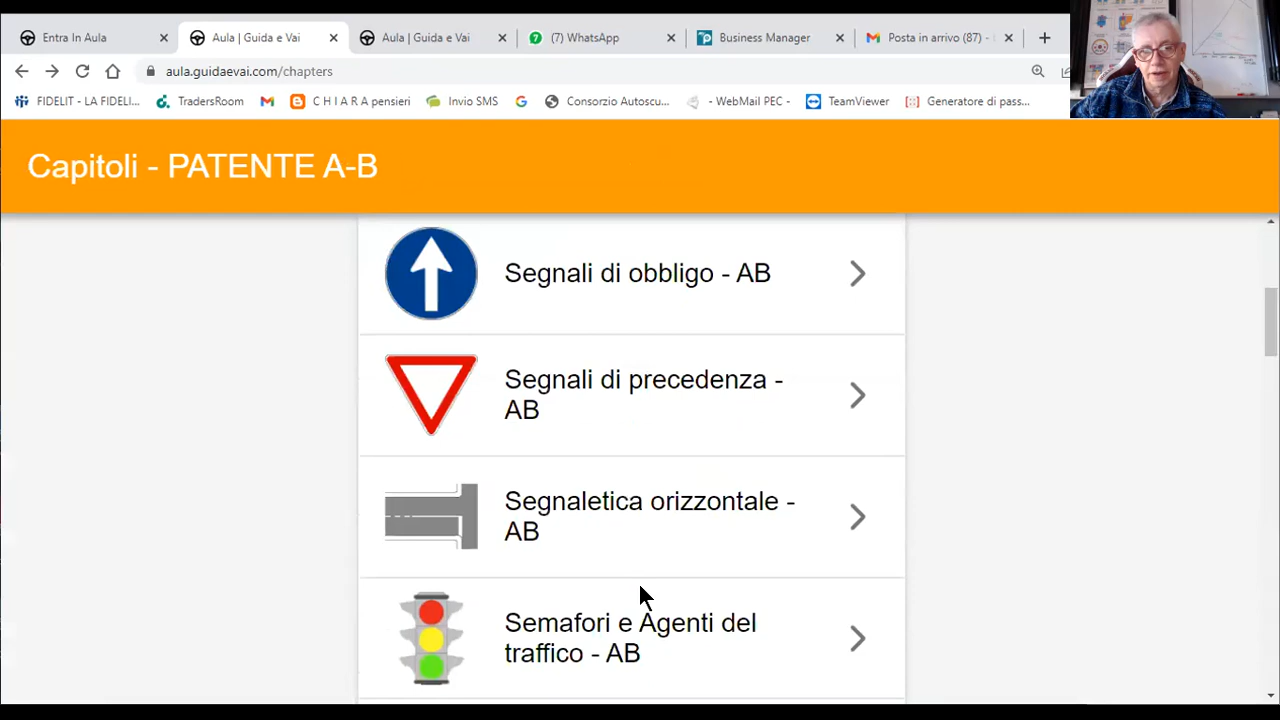 Entra In Aula
Aula | Guida e Vai
Aula | Guida e Vai
7 (7) WhatsApp
Business Manager
Posta in arrivo (87) -
aula.guidaevai.com/chapters
FIDELIT - LA FIDELI...
TradersRoom
C H I A R A pensieri
Invio SMS
Consorzio Autoscu...
- WebMail PEC -
TeamViewer
Generatore di pass...
Capitoli - PATENTE A-B
Segnali di obbligo - AB
Segnali di precedenza -
AB
Segnaletica orizzontale -
AB
Semafori e Agenti del
traffico - AB